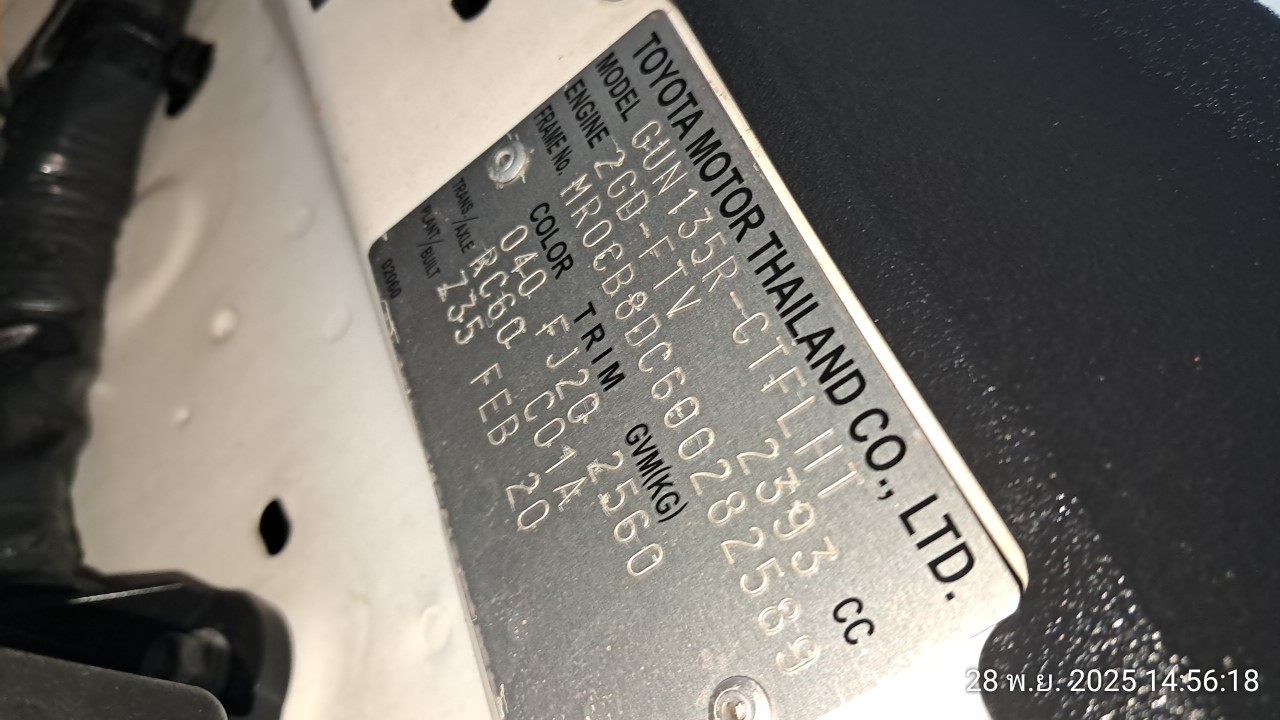 TOYOTA MOTOR THAILAND CO., LTD.
MODEL GUN135R-CTFLHT
ENGINE 2GD-FTV 2393 CC
FRAME No. MR0CB8DC600282589
COLOR TRIM GVM(KG)
040 FJ20 2560
TRANS/AXLE RC60 C01A
PLANT/BUILT Z35 FEB 20
02060
28 พ.ย. 2025 14:56:18